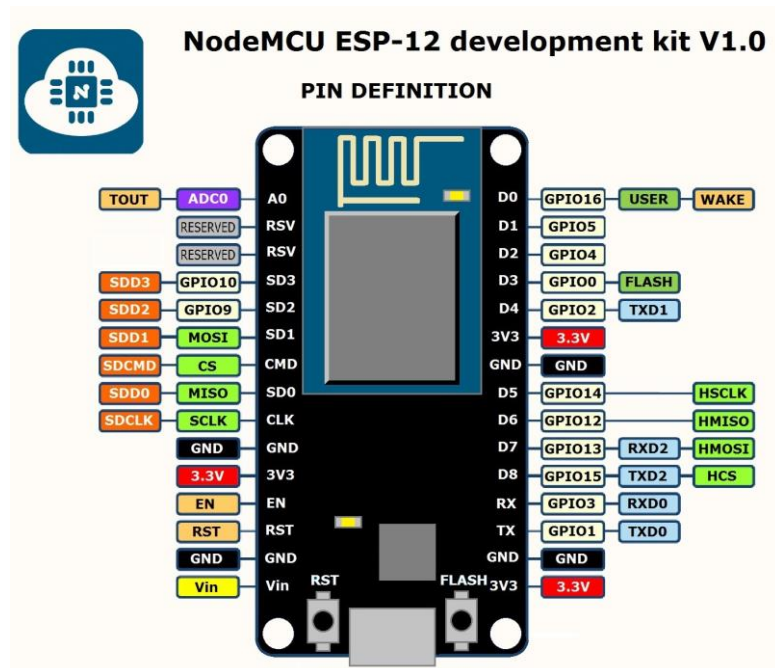 NodeMCU ESP-12 development kit V1.0
PIN DEFINITION
TOUT ADC0 A0 D0 GPIO16 USER WAKE
RESERVED RSV D1 GPIO5
RESERVED RSV D2 GPIO4
SDD3 GPIO10 SD3 D3 GPIO0 FLASH
SDD2 GPIO9 SD2 D4 GPIO2 TXD1
SDD1 MOSI SD1 3V3 3.3V
SDCMD CS CMD GND GND
SDD0 MISO SD0 D5 GPIO14 HSCLK
SDCLK SCLK CLK D6 GPIO12 HMISO
GND GND D7 GPIO13 RXD2 HMOSI
3.3V 3V3 D8 GPIO15 TXD2 HCS
EN EN RX GPIO3 RXD0
RST RST TX GPIO1 TXD0
GND GND GND GND
Vin Vin RST FLASH 3V3 3.3V
N